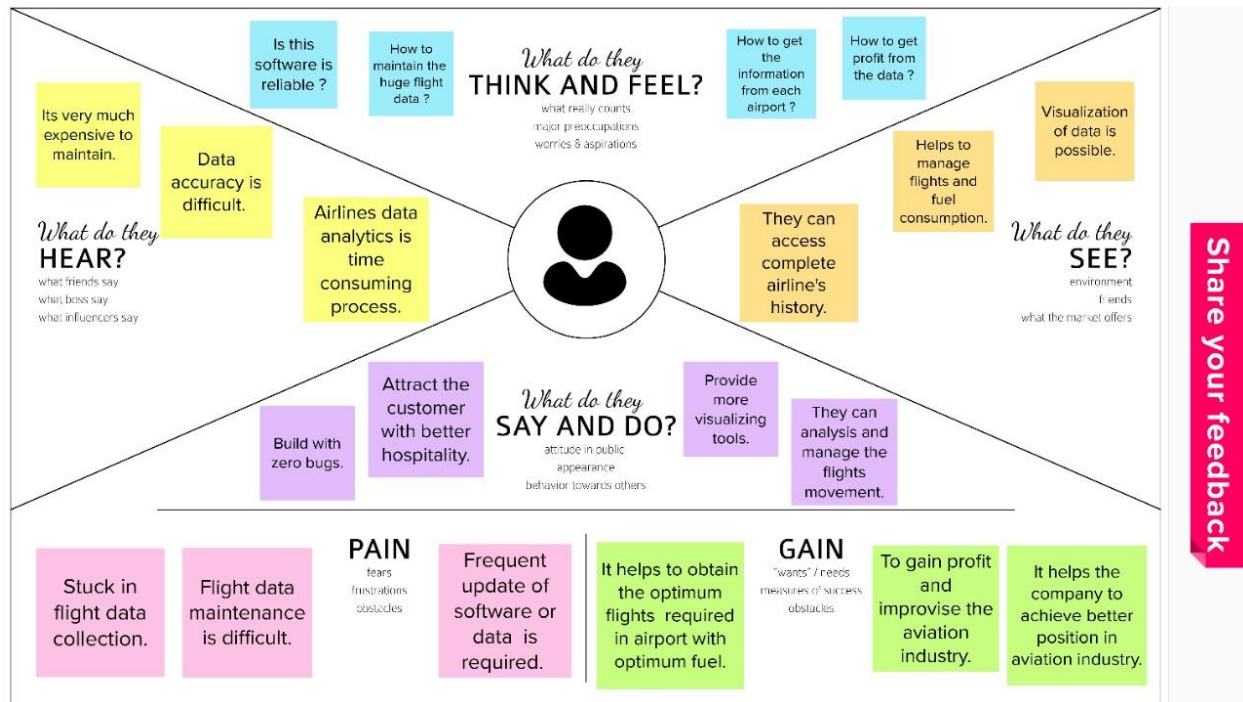 Is this
software is
reliable ?
How to
maintain the
huge flight
data ?
What do they
THINK AND FEEL?
what really counts
major preoccupations
worries & aspirations
How to get
the
information
from each
airport ?
How to get
profit from
the data ?
Its very much
expensive to
maintain.
Data
accuracy is
difficult.
Airlines data
analytics is
time
consuming
process.
What do they
HEAR?
what friends say
what boss say
what influencers say
Visualization
of data is
possible.
Helps to
manage
flights and
fuel
consumption.
They can
access
complete
airline's
history.
What do they
SEE?
environment
friends
what the market offers
Build with
zero bugs.
Attract the
customer
with better
hospitality.
What do they
SAY AND DO?
attitude in public
appearance
behavior towards others
Provide
more
visualizing
tools.
They can
analysis and
manage the
flights
movement.
Stuck in
flight data
collection.
Flight data
maintenance
is difficult.
PAIN
fears
frustrations
obstacles
Frequent
update of
software or
data is
required.
It helps to obtain
the optimum
flights required
in airport with
optimum fuel.
GAIN
"wants" / needs
measures of success
obstacles
To gain profit
and
improvise the
aviation
industry.
It helps the
company to
achieve better
position in
aviation industry.
Share your feedback